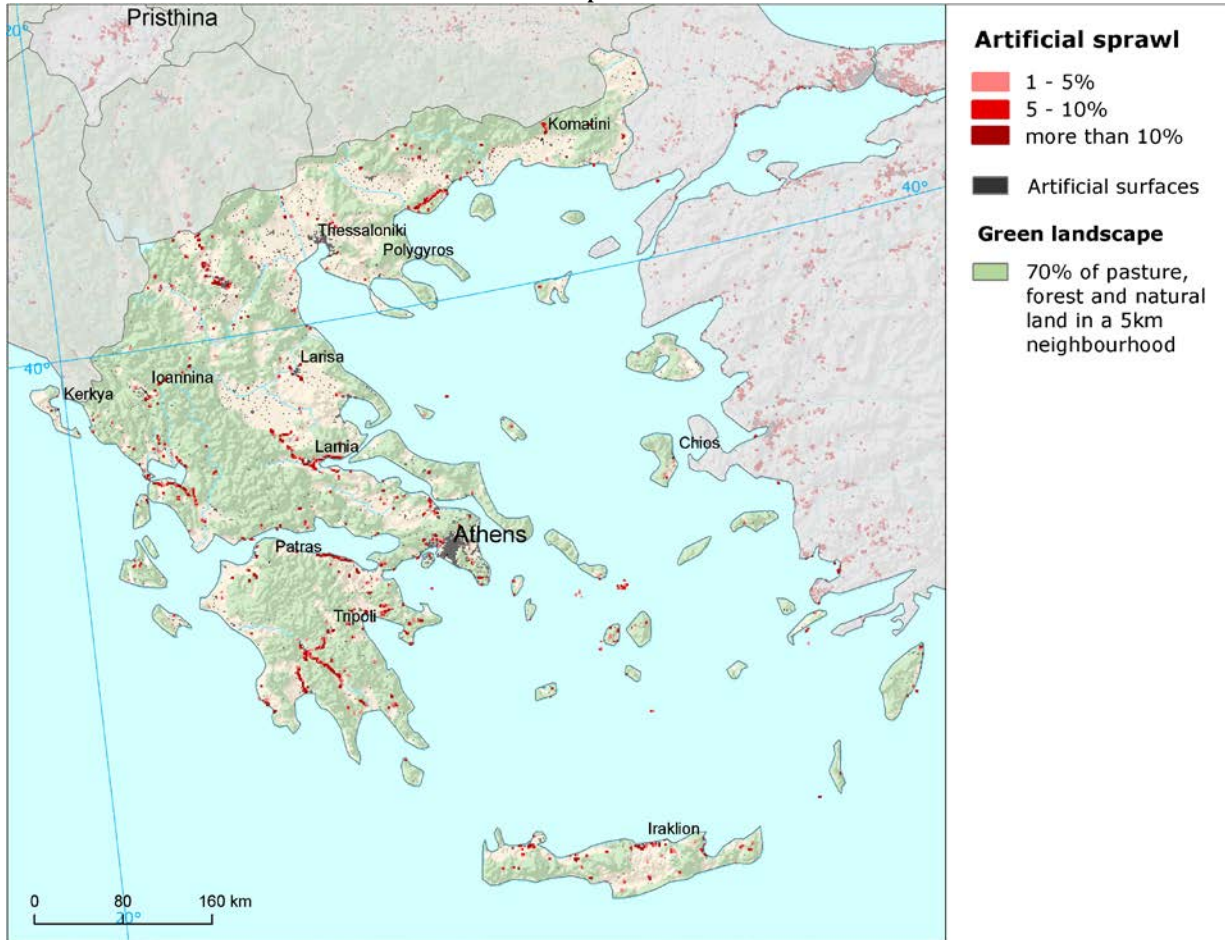 Pristhina
20°
Komatini
40°
Thessaloniki
Polygyros
40°
Larisa
Ioannina
Kerkya
Lamia
Chios
Athens
Patras
Tripoli
Iraklion
0 80 160 km
20°
Artificial sprawl
1 - 5%
5 - 10%
more than 10%
Artificial surfaces
Green landscape
70% of pasture,
forest and natural
land in a 5km
neighbourhood